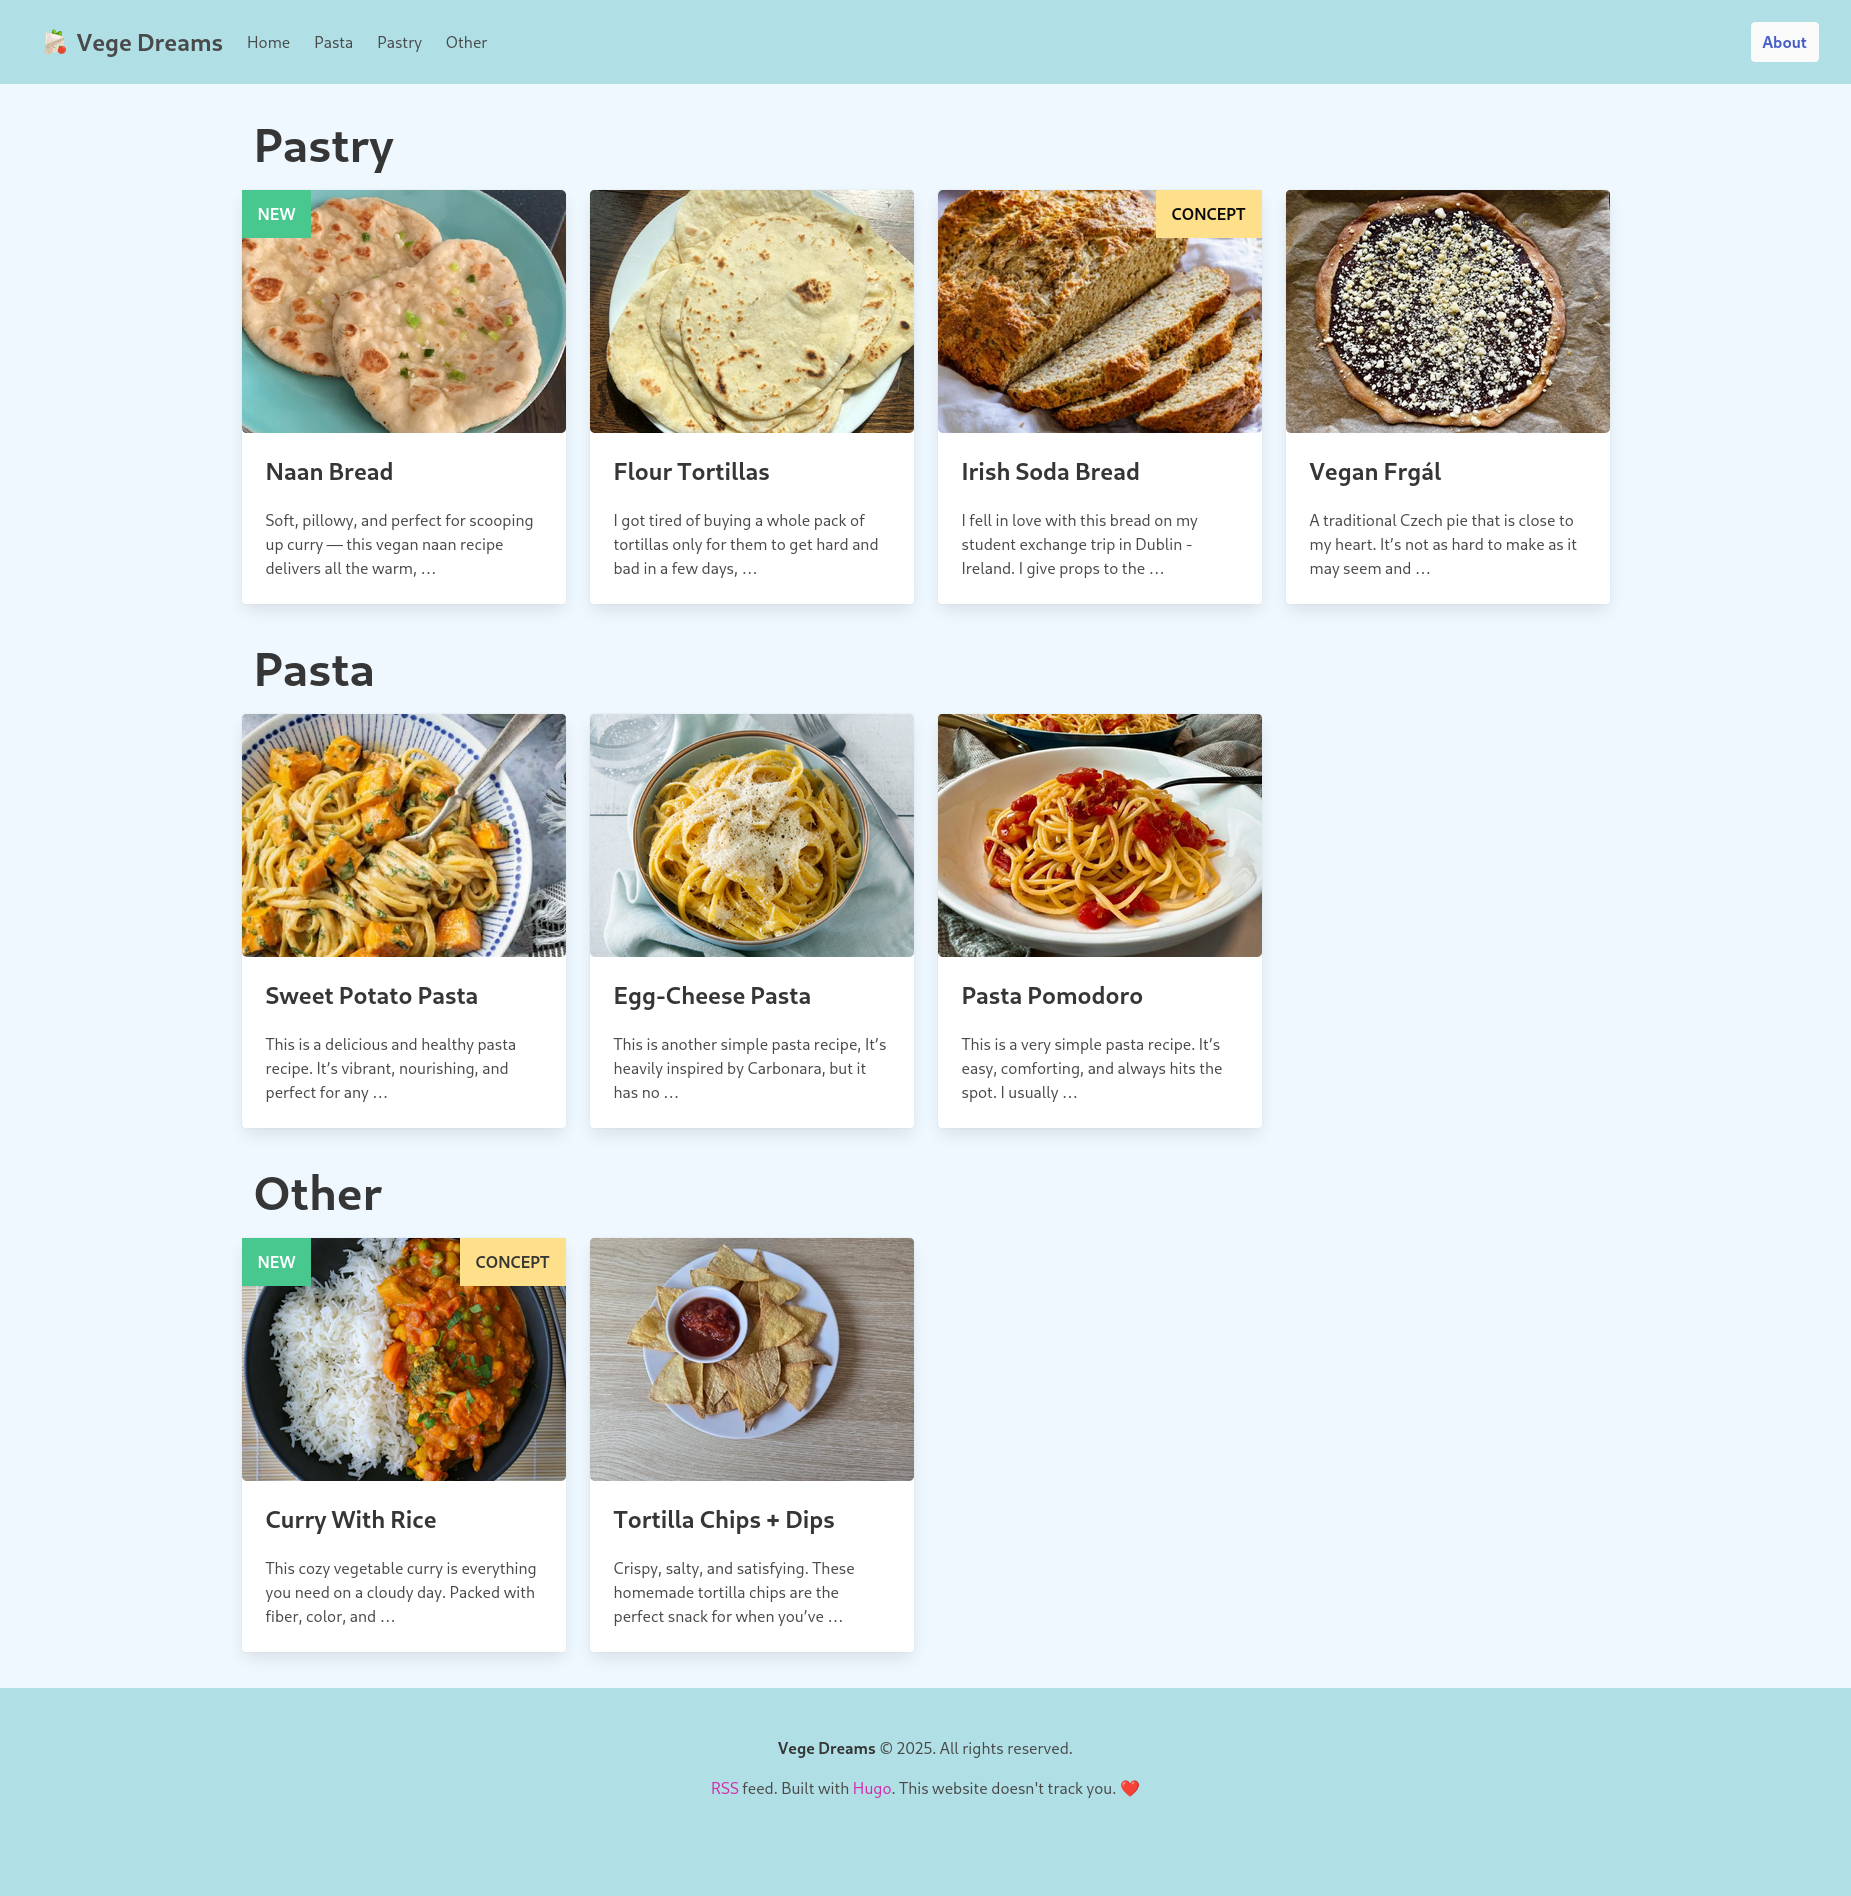 Vege Dreams Home Pasta Pastry Other About
Pastry
NEW
CONCEPT
Naan Bread
Soft, pillowy, and perfect for scooping
up curry — this vegan naan recipe
delivers all the warm, …
Flour Tortillas
I got tired of buying a whole pack of
tortillas only for them to get hard and
bad in a few days, …
Irish Soda Bread
I fell in love with this bread on my
student exchange trip in Dublin -
Ireland. I give props to the …
Vegan Frgál
A traditional Czech pie that is close to
my heart. It’s not as hard to make as it
may seem and …
Pasta
Sweet Potato Pasta
This is a delicious and healthy pasta
recipe. It’s vibrant, nourishing, and
perfect for any …
Egg-Cheese Pasta
This is another simple pasta recipe, It’s
heavily inspired by Carbonara, but it
has no …
Pasta Pomodoro
This is a very simple pasta recipe. It’s
easy, comforting, and always hits the
spot. I usually …
Other
NEW
CONCEPT
Curry With Rice
This cozy vegetable curry is everything
you need on a cloudy day. Packed with
fiber, color, and …
Tortilla Chips + Dips
Crispy, salty, and satisfying. These
homemade tortilla chips are the
perfect snack for when you’ve …
Vege Dreams © 2025. All rights reserved.
RSS feed. Built with Hugo. This website doesn't track you. ❤️